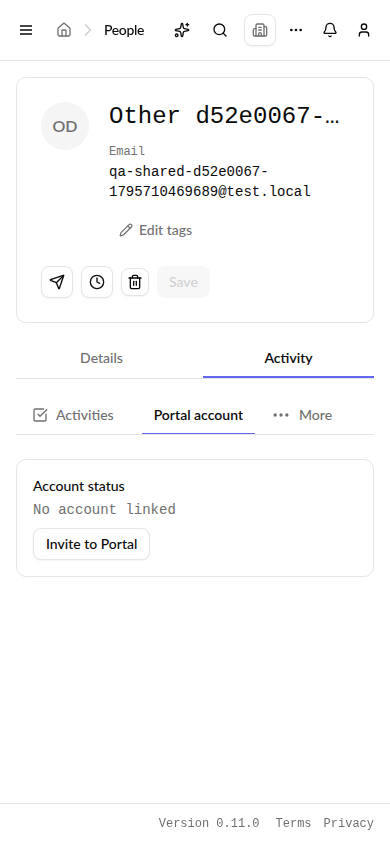 People
OD
Other d52e0067-…
Email
qa-shared-d52e0067-
1795710469689@test.local
Edit tags
Save
Details
Activity
Activities
Portal account
More
Account status
No account linked
Invite to Portal
Version 0.11.0
Terms
Privacy